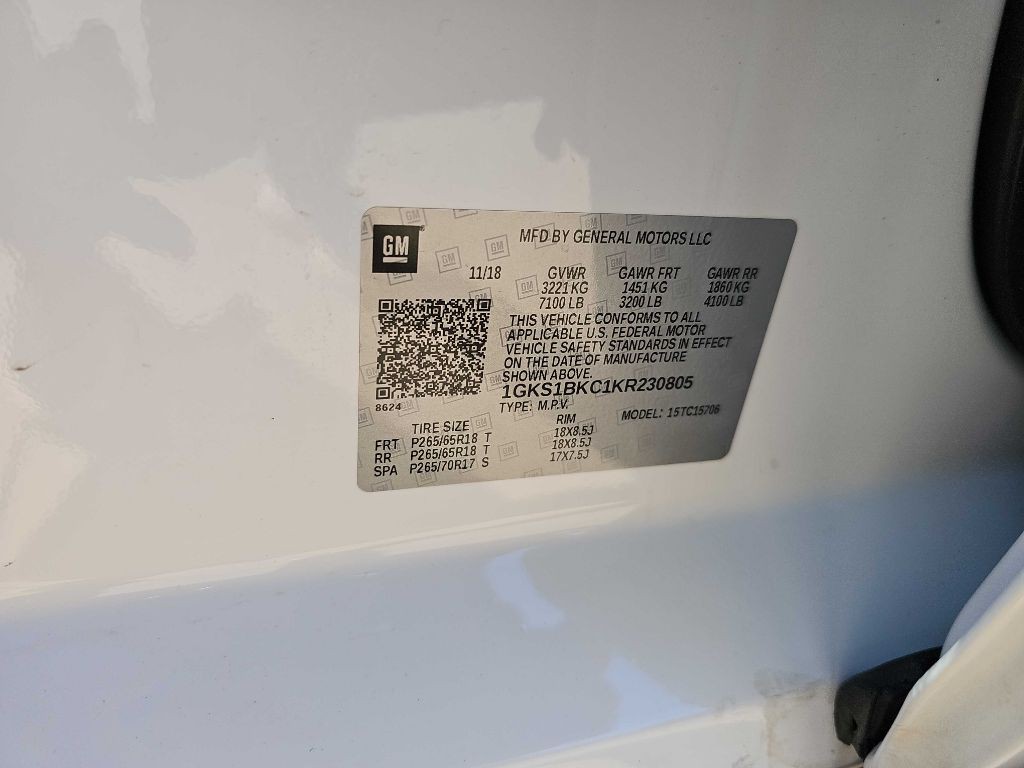 GM
MFD BY GENERAL MOTORS LLC
11/18 GVWR GAWR FRT GAWR RR
3221 KG 1451 KG 1860 KG
7100 LB 3200 LB 4100 LB
THIS VEHICLE CONFORMS TO ALL
APPLICABLE U.S. FEDERAL MOTOR
VEHICLE SAFETY STANDARDS IN EFFECT
ON THE DATE OF MANUFACTURE
SHOWN ABOVE.
1GKS1BKC1KR230805
8624
TYPE: M.P.V. MODEL: 15TC15706
TIRE SIZE RIM
FRT P265/65R18 T 18X8.5J
RR P265/65R18 T 18X8.5J
SPA P265/70R17 S 17X7.5J